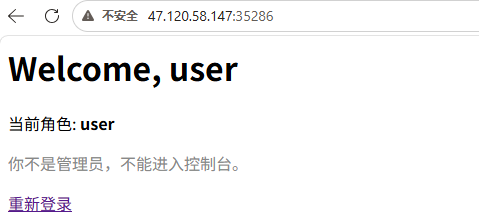 不安全 47.120.58.147:35286
Welcome, user
当前角色: user
你不是管理员，不能进入控制台。
重新登录